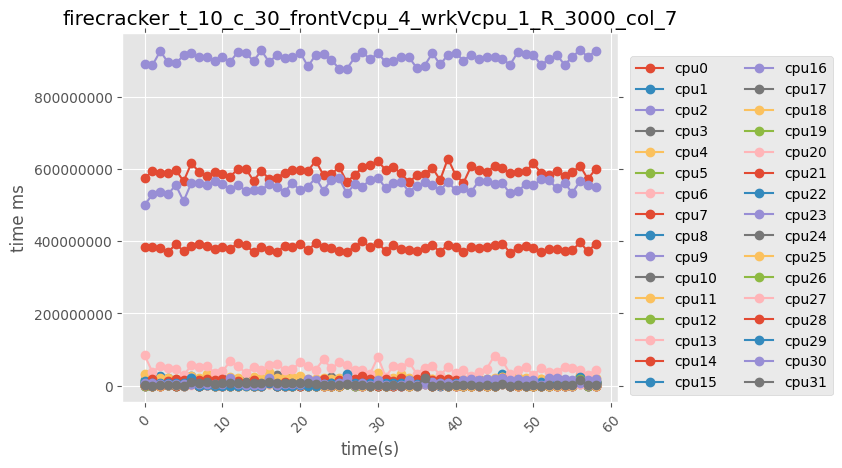 firecracker_t_10_c_30_frontVcpu_4_wrkVcpu_1_R_3000_col_7
time ms
800000000
600000000
400000000
200000000
0
0
10
20
30
40
50
60
time(s)
cpu0
cpu1
cpu2
cpu3
cpu4
cpu5
cpu6
cpu7
cpu8
cpu9
cpu10
cpu11
cpu12
cpu13
cpu14
cpu15
cpu16
cpu17
cpu18
cpu19
cpu20
cpu21
cpu22
cpu23
cpu24
cpu25
cpu26
cpu27
cpu28
cpu29
cpu30
cpu31